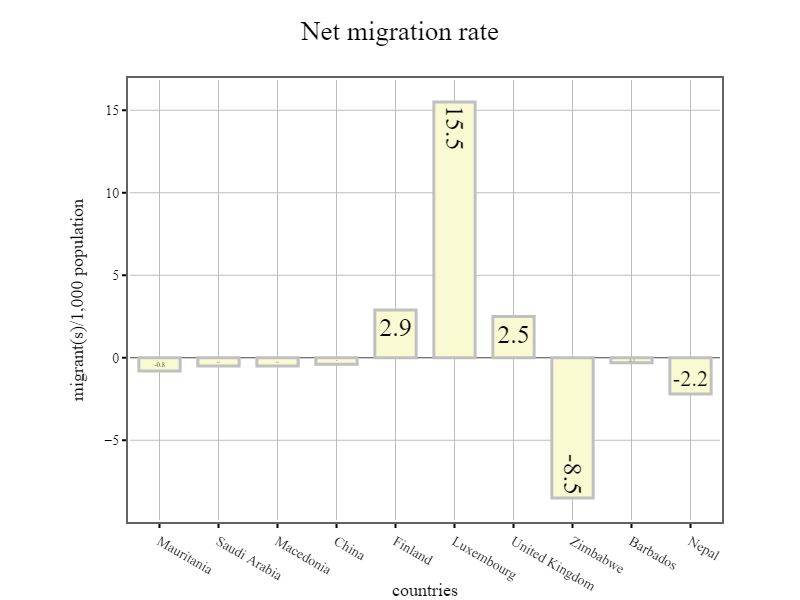 Net migration rate
migrant(s)/1,000 population
15
10
5
0
−5
-0.8
2.9
15.5
2.5
-8.5
-2.2
Mauritania
Saudi Arabia
Macedonia
China
Finland
Luxembourg
United Kingdom
Zimbabwe
Barbados
Nepal
countries